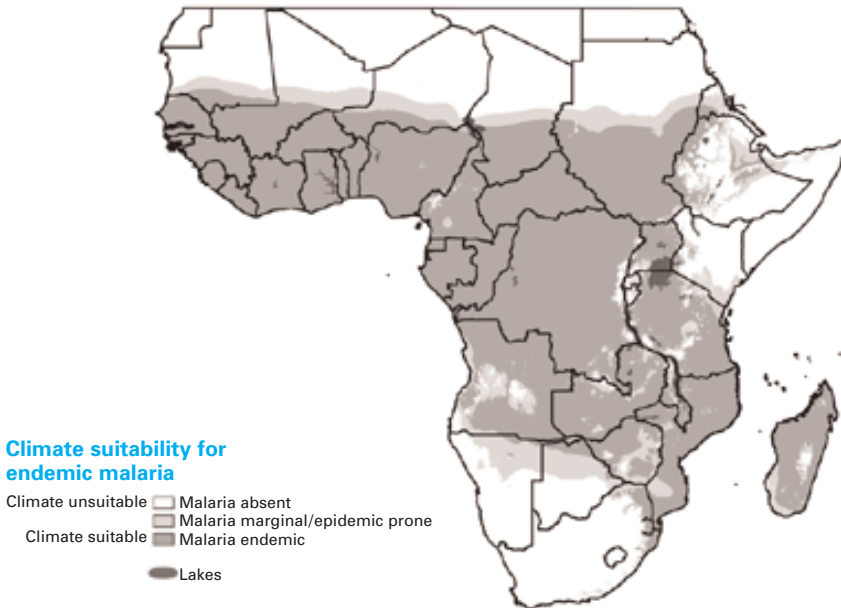 Climate suitability for
endemic malaria
Climate unsuitable Malaria absent
Malaria marginal/epidemic prone
Climate suitable Malaria endemic
Lakes